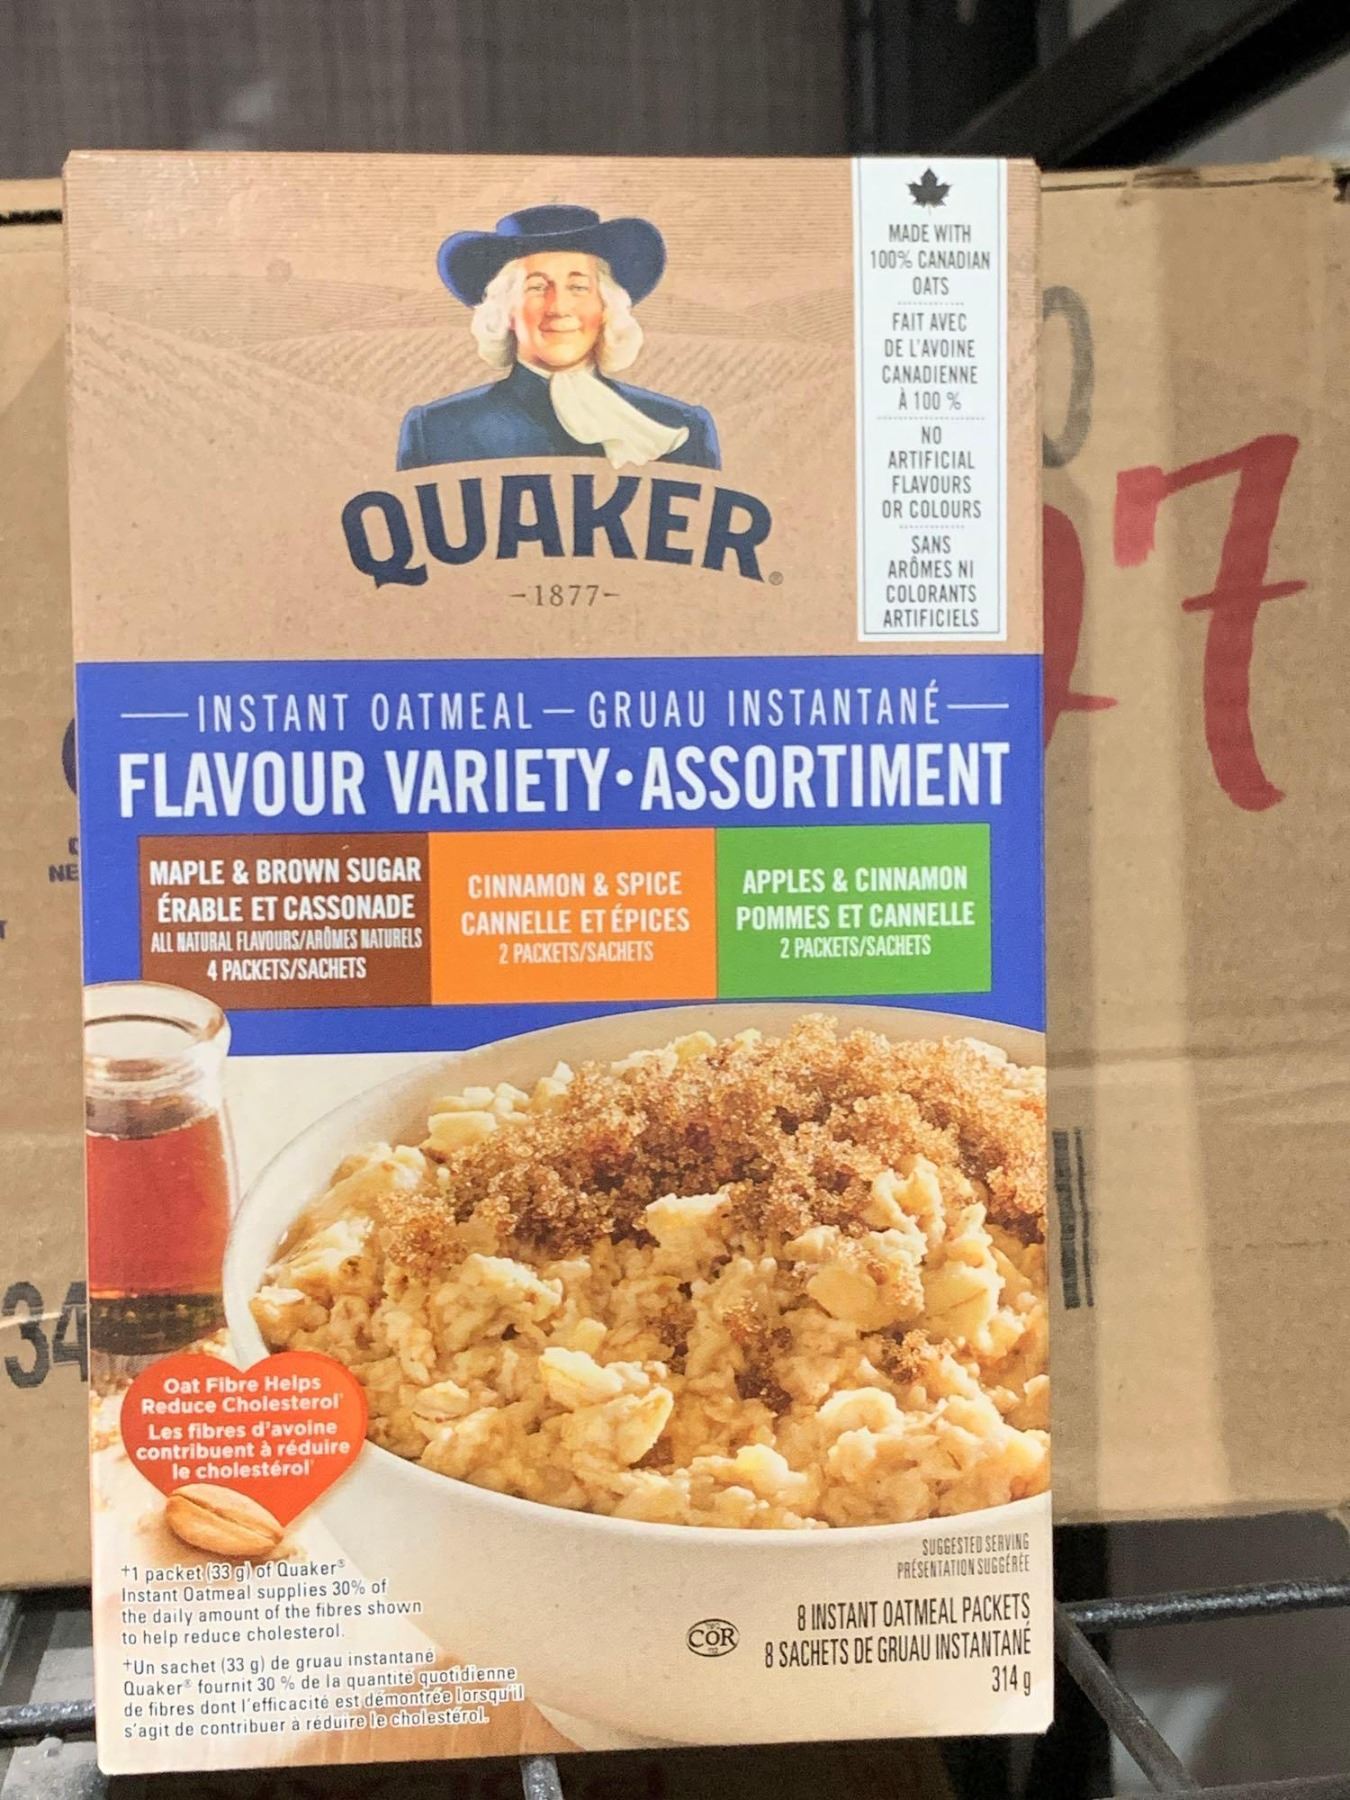 MADE WITH
100% CANADIAN
OATS
FAIT AVEC
DE L'AVOINE
CANADIENNE
À 100 %
NO
ARTIFICIAL
FLAVOURS
OR COLOURS
SANS
ARÔMES NI
COLORANTS
ARTIFICIELS
QUAKER®
-1877-
INSTANT OATMEAL — GRUAU INSTANTANÉ
FLAVOUR VARIETY•ASSORTIMENT
MAPLE & BROWN SUGAR
ÉRABLE ET CASSONADE
ALL NATURAL FLAVOURS/ARÔMES NATURELS
4 PACKETS/SACHETS
CINNAMON & SPICE
CANNELLE ET ÉPICES
2 PACKETS/SACHETS
APPLES & CINNAMON
POMMES ET CANNELLE
2 PACKETS/SACHETS
Oat Fibre Helps
Reduce Cholesterol†
Les fibres d'avoine
contribuent à réduire
le cholestérol†
†1 packet (33 g) of Quaker®
Instant Oatmeal supplies 30% of
the daily amount of the fibres shown
to help reduce cholesterol.
†Un sachet (33 g) de gruau instantané
Quaker® fournit 30 % de la quantité quotidienne
de fibres dont l'efficacité est démontrée lorsqu'il
s'agit de contribuer à réduire le cholestérol.
SUGGESTED SERVING
PRÉSENTATION SUGGÉRÉE
COR
8 INSTANT OATMEAL PACKETS
8 SACHETS DE GRUAU INSTANTANÉ
314 g
NE
34
7